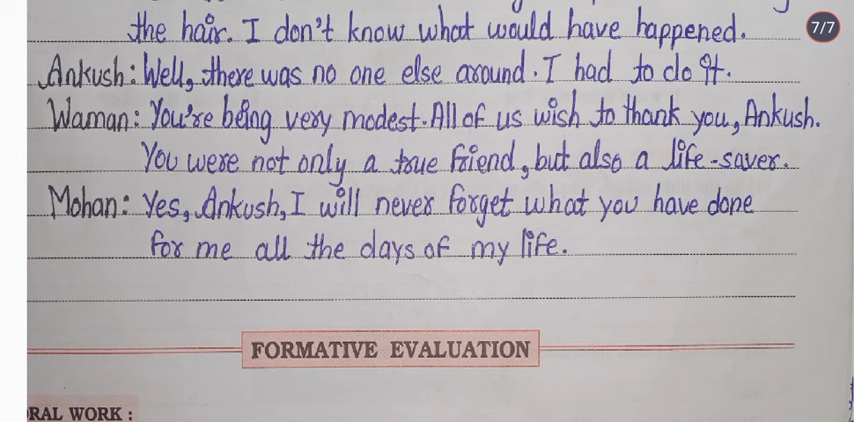 the hair. I don't know what would have happened.
7/7
Ankush: Well, there was no one else around. I had to do it.
Waman: You're being very modest. All of us wish to thank you, Ankush.
You were not only a true friend, but also a life-saver.
Mohan: Yes, Ankush, I will never forget what you have done
for me all the days of my life.
FORMATIVE EVALUATION
RAL WORK :